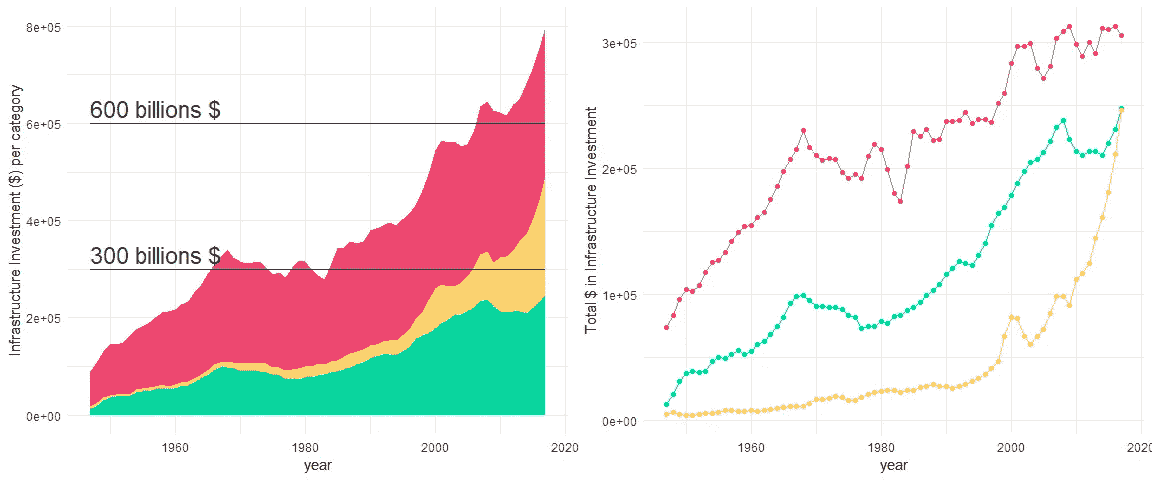 Infrastructure Investment ($) per category
8e+05
6e+05
4e+05
2e+05
0e+00
600 billions $
300 billions $
1960
1980
2000
2020
year
Total $ in Infrastructure Investment
3e+05
2e+05
1e+05
0e+00
1960
1980
2000
2020
year